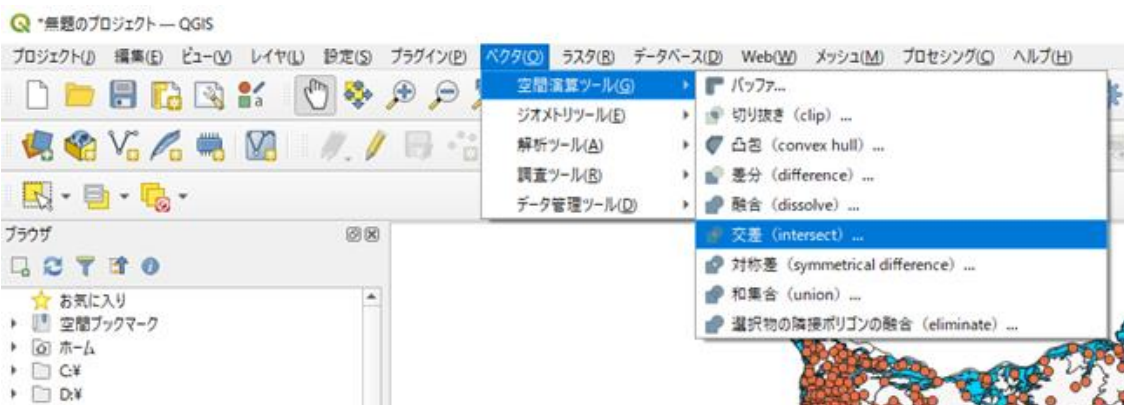 *無題のプロジェクト — QGIS
プロジェクト(J) 編集(E) ビュー(V) レイヤ(L) 設定(S) プラグイン(P) ベクタ(O) ラスタ(R) データベース(D) Web(W) メッシュ(M) プロセシング(C) ヘルプ(H)
空間演算ツール(G)
ジオメトリツール(E)
解析ツール(A)
調査ツール(R)
データ管理ツール(D)
バッファ...
切り抜き（clip）...
凸包（convex hull）...
差分（difference）...
融合（dissolve）...
交差（intersect）...
対称差（symmetrical difference）...
和集合（union）...
選択物の隣接ポリゴンの融合（eliminate）...
ブラウザ
お気に入り
空間ブックマーク
ホーム
C:¥
D:¥